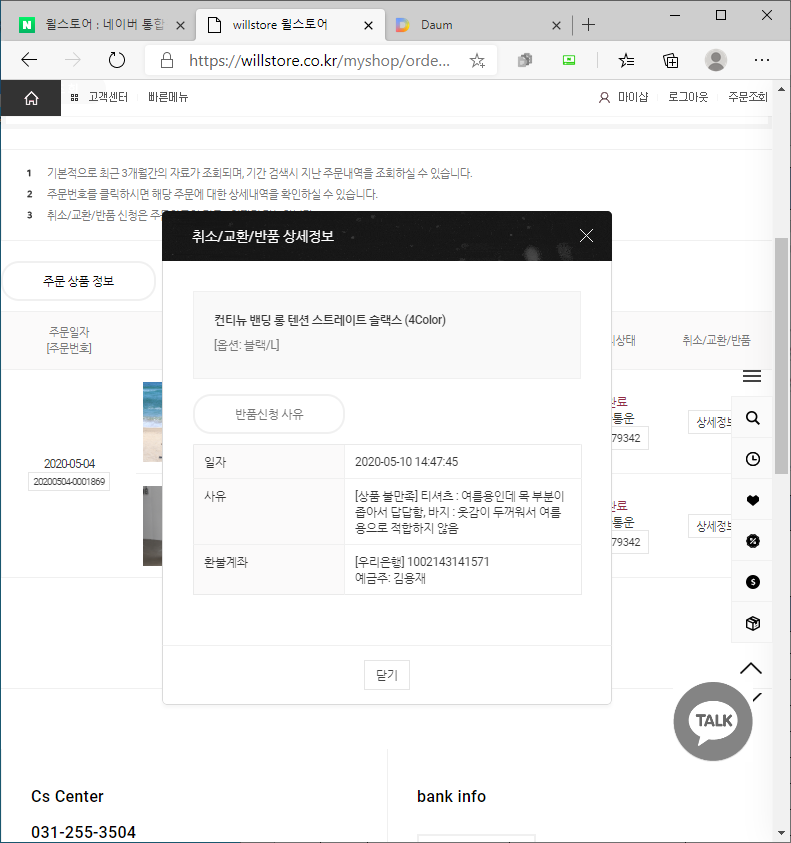 월스토어 : 네이버 통합
willstore 월스토어
Daum
https://willstore.co.kr/myshop/orde...
고객센터
빠른메뉴
마이샵
로그아웃
주문조회
1 기본적으로 최근 3개월간의 자료가 조회되며, 기간 검색시 지난 주문내역을 조회하실 수 있습니다.
2 주문번호를 클릭하시면 해당 주문에 대한 상세내역을 확인하실 수 있습니다.
3 취소/교환/반품 신청은
취소/교환/반품 상세정보
주문 상품 정보
컨티뉴 밴딩 롱 텐션 스트레이트 슬랙스 (4Color)
[옵션: 블랙/L]
주문일자
[주문번호]
상태
취소/교환/반품
반품신청 사유
완료
통운
79342
상세정보
2020-05-04
20200504-0001869
일자 2020-05-10 14:47:45
사유 [상품 불만족] 티셔츠 : 여름용인데 목 부분이
좁아서 답답함, 바지 : 옷감이 두꺼워서 여름
용으로 적합하지 않음
완료
통운
79342
상세정보
환불계좌 [우리은행] 1002143141571
예금주: 김용재
닫기
TALK
Cs Center
031-255-3504
bank info